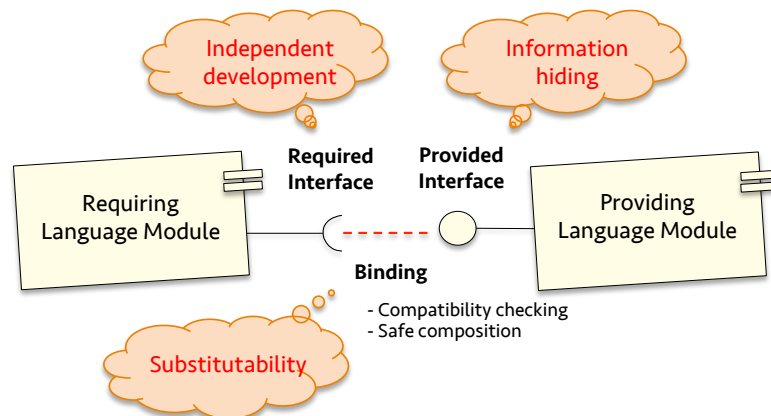 Independent
development
Information
hiding
Required
Interface
Provided
Interface
Requiring
Language Module
Providing
Language Module
Binding
- Compatibility checking
- Safe composition
Substitutability